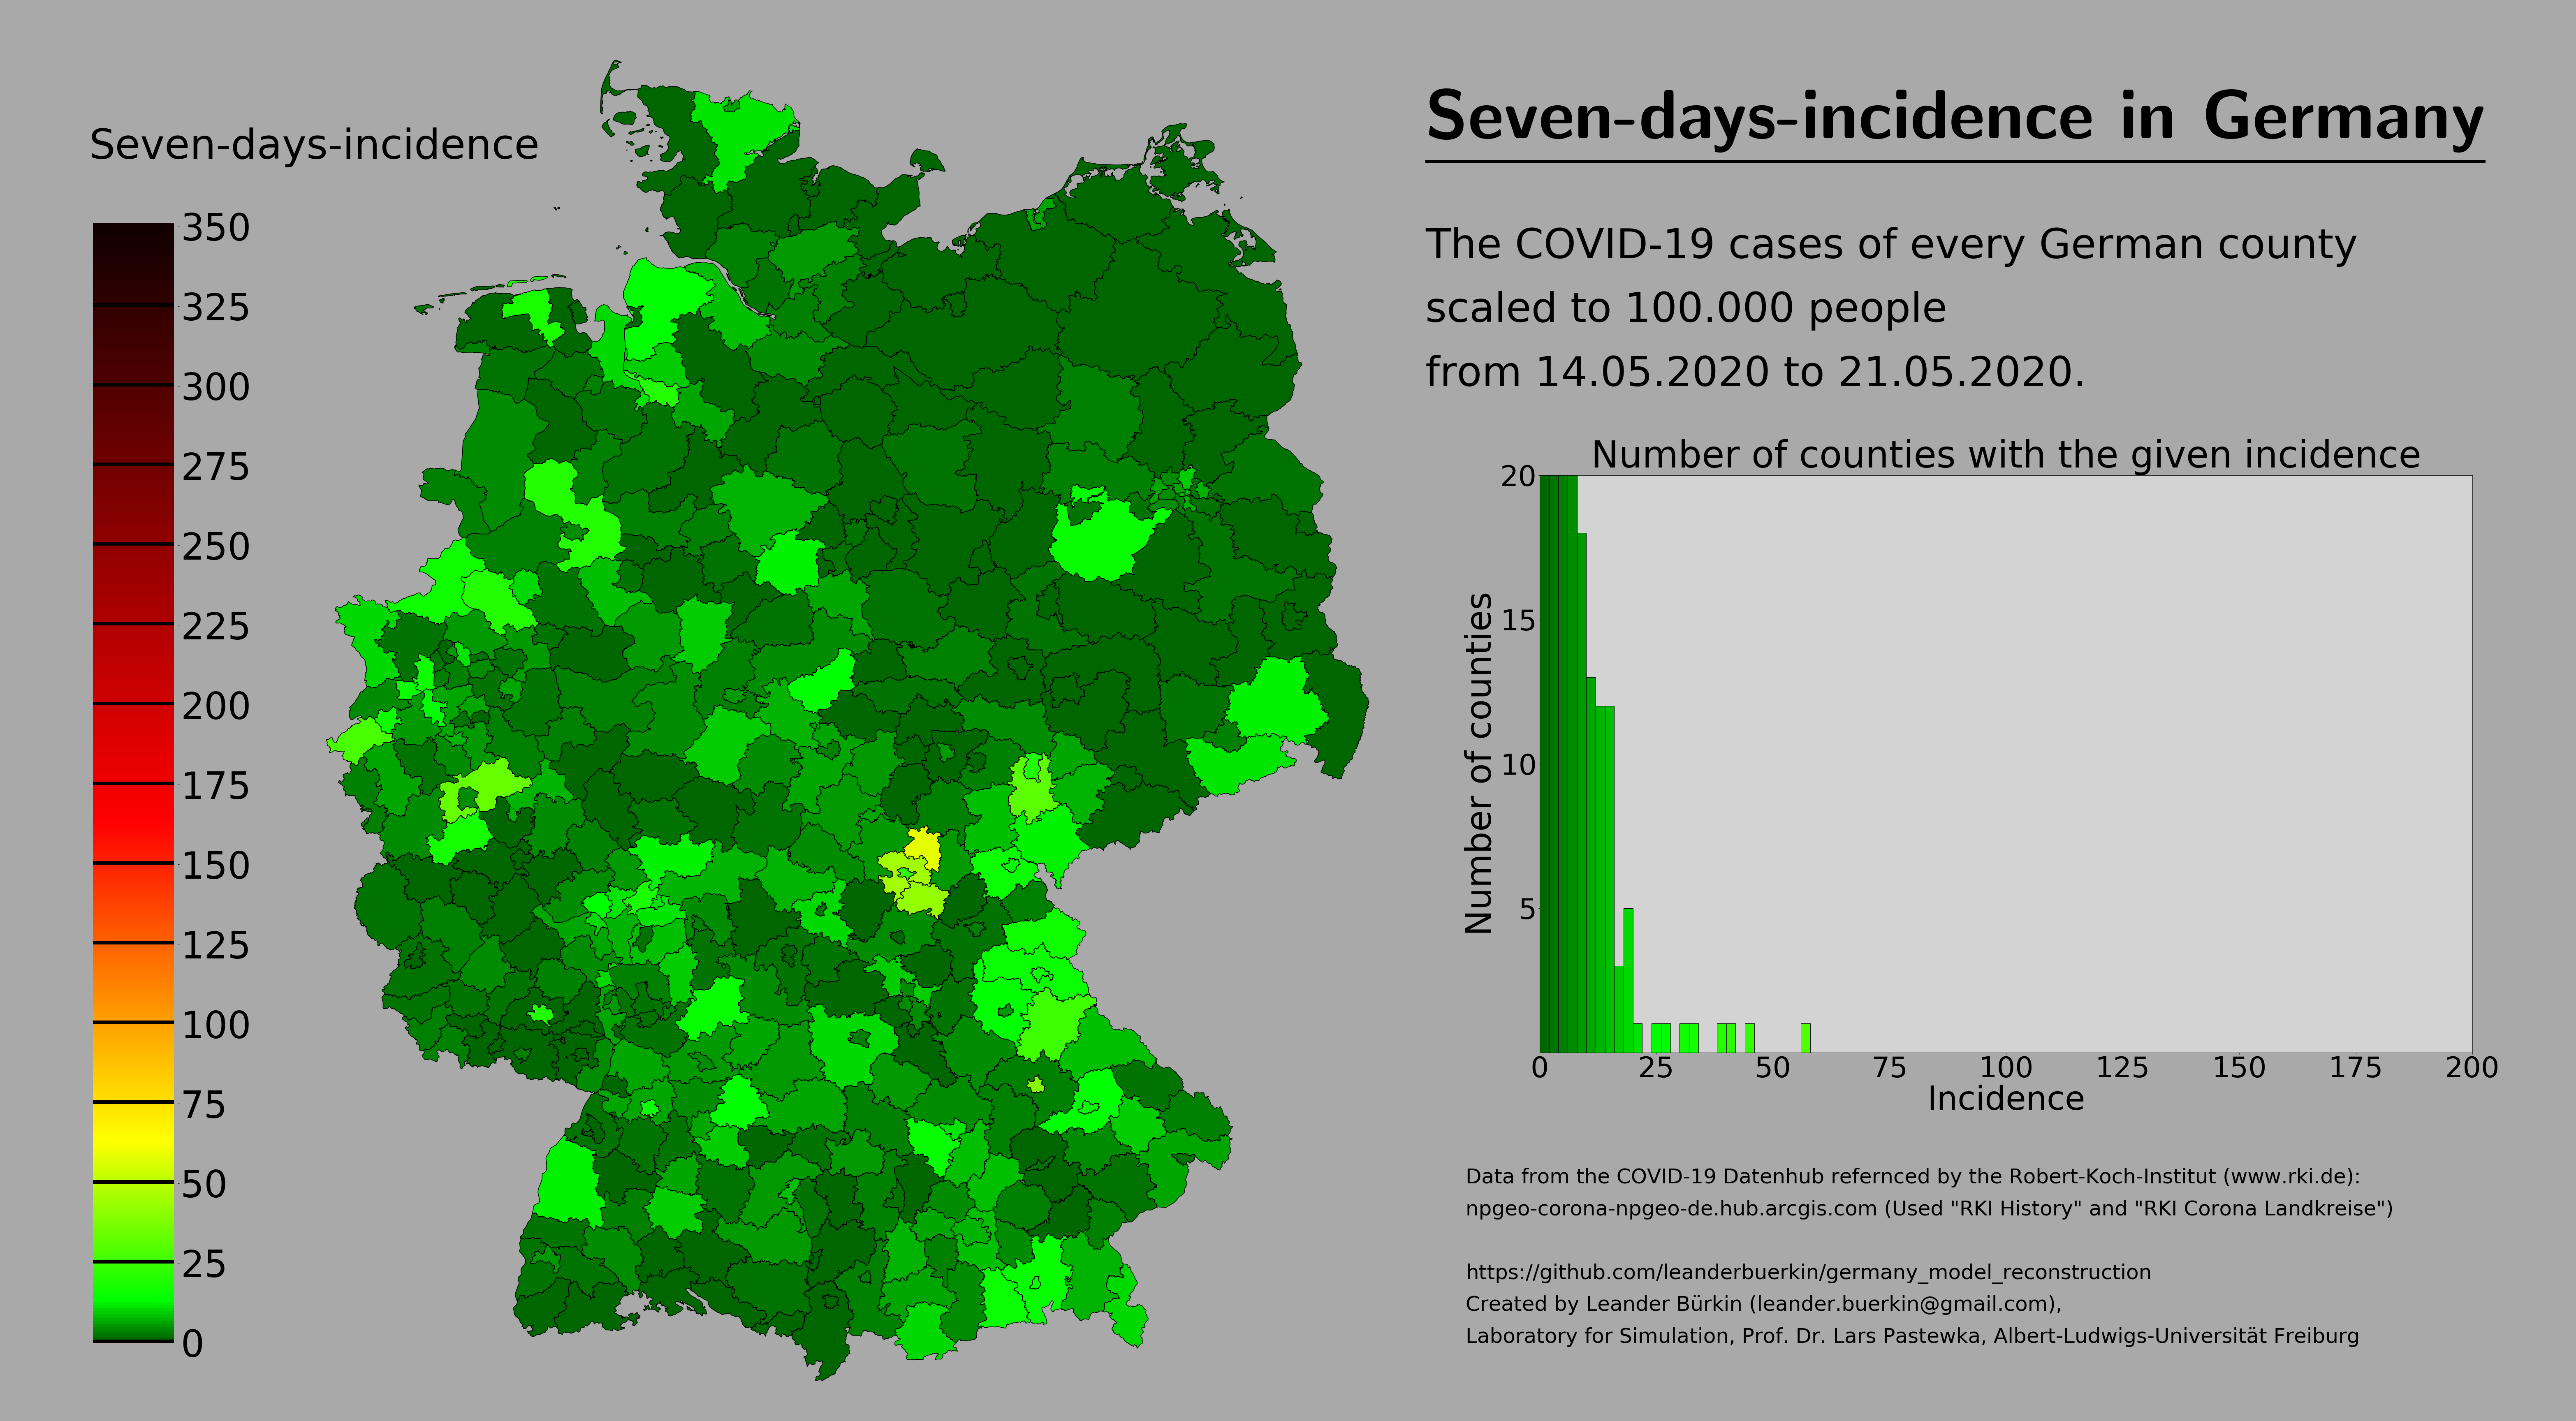 Seven-days-incidence
350
325
300
275
250
225
200
175
150
125
100
75
50
25
0
Seven-days-incidence in Germany
The COVID-19 cases of every German county
scaled to 100.000 people
from 14.05.2020 to 21.05.2020.
Number of counties with the given incidence
20
15
10
5
Number of counties
0 25 50 75 100 125 150 175 200
Incidence
Data from the COVID-19 Datenhub refernced by the Robert-Koch-Institut (www.rki.de):
npgeo-corona-npgeo-de.hub.arcgis.com (Used "RKI History" and "RKI Corona Landkreise")
https://github.com/leanderbuerkin/germany_model_reconstruction
Created by Leander Bürkin (leander.buerkin@gmail.com),
Laboratory for Simulation, Prof. Dr. Lars Pastewka, Albert-Ludwigs-Universität Freiburg